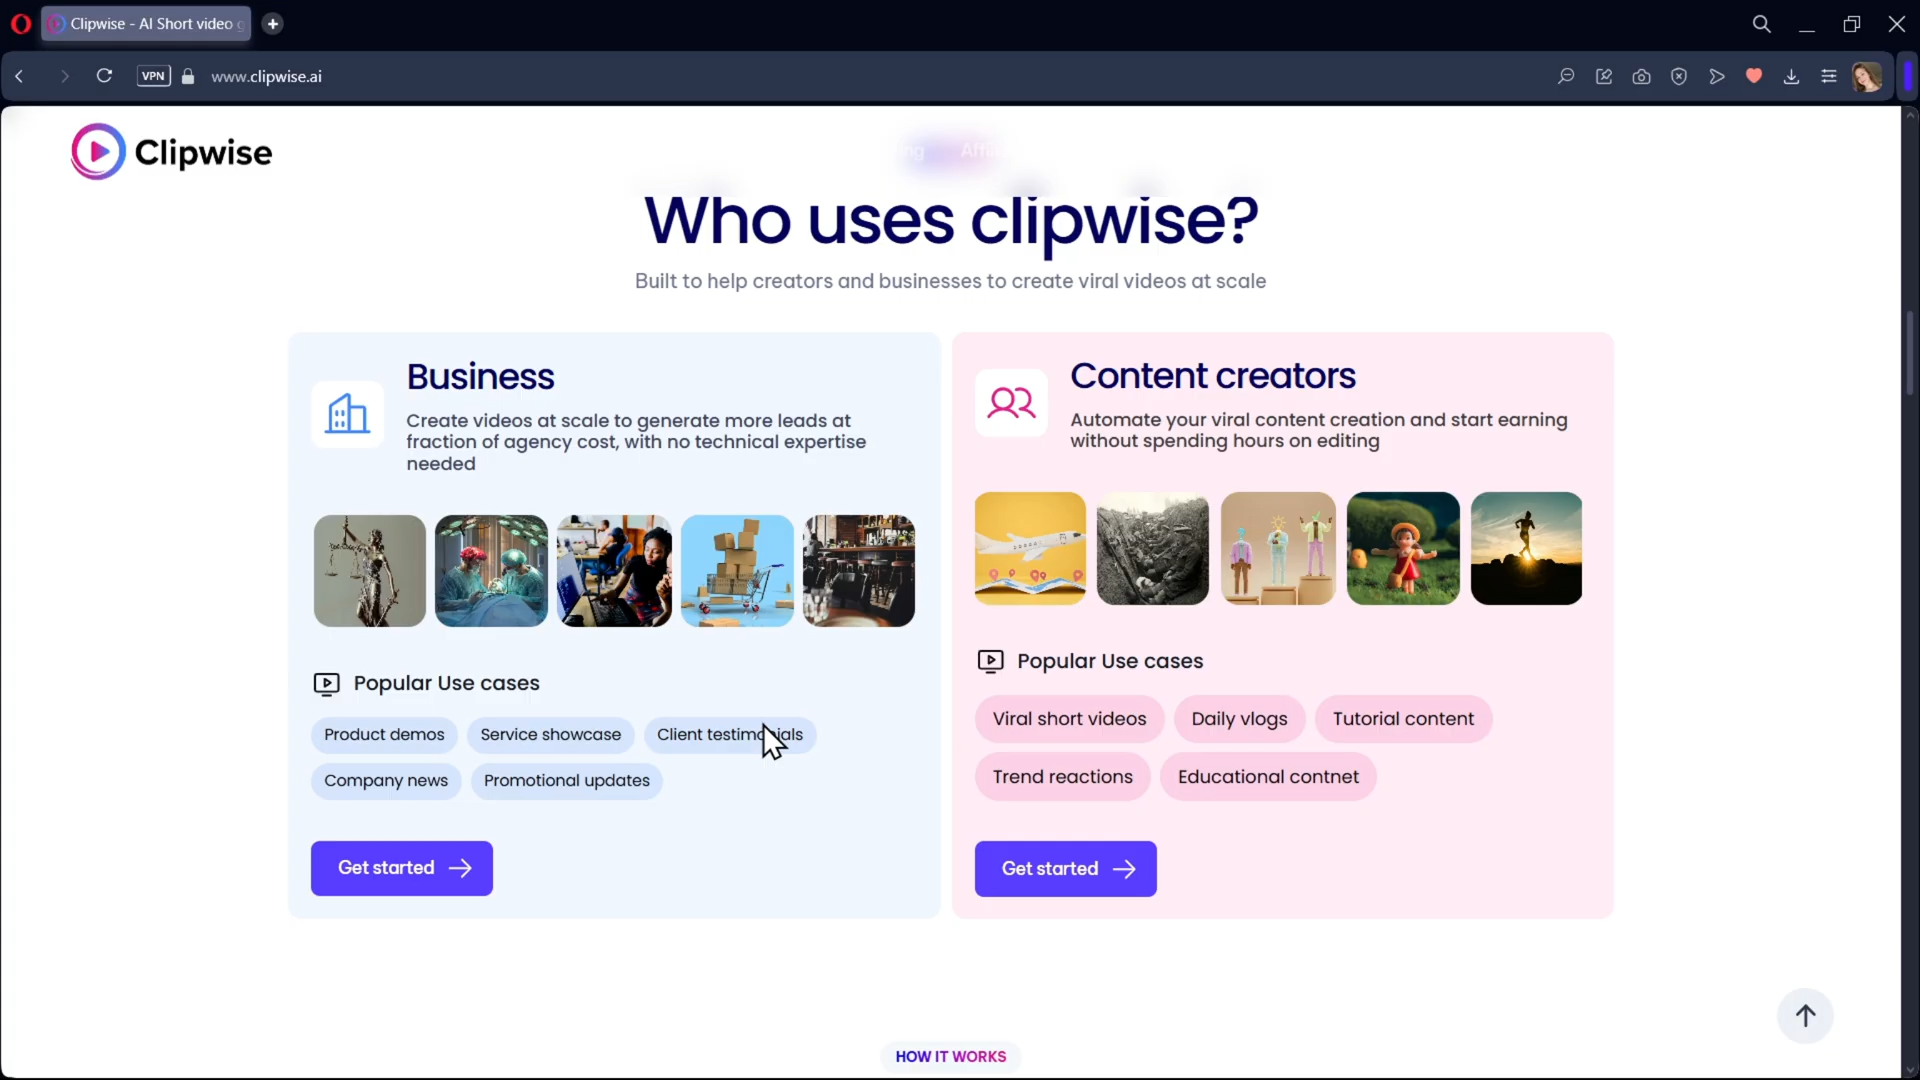 Clipwise - AI Short video g
VPN
www.clipwise.ai
Clipwise
Who uses clipwise?
Built to help creators and businesses to create viral videos at scale
Business
Create videos at scale to generate more leads at
fraction of agency cost, with no technical expertise
needed
Popular Use cases
Product demos
Service showcase
Client testimonials
Company news
Promotional updates
Get started
Content creators
Automate your viral content creation and start earning
without spending hours on editing
Popular Use cases
Viral short videos
Daily vlogs
Tutorial content
Trend reactions
Educational contnet
Get started
HOW IT WORKS